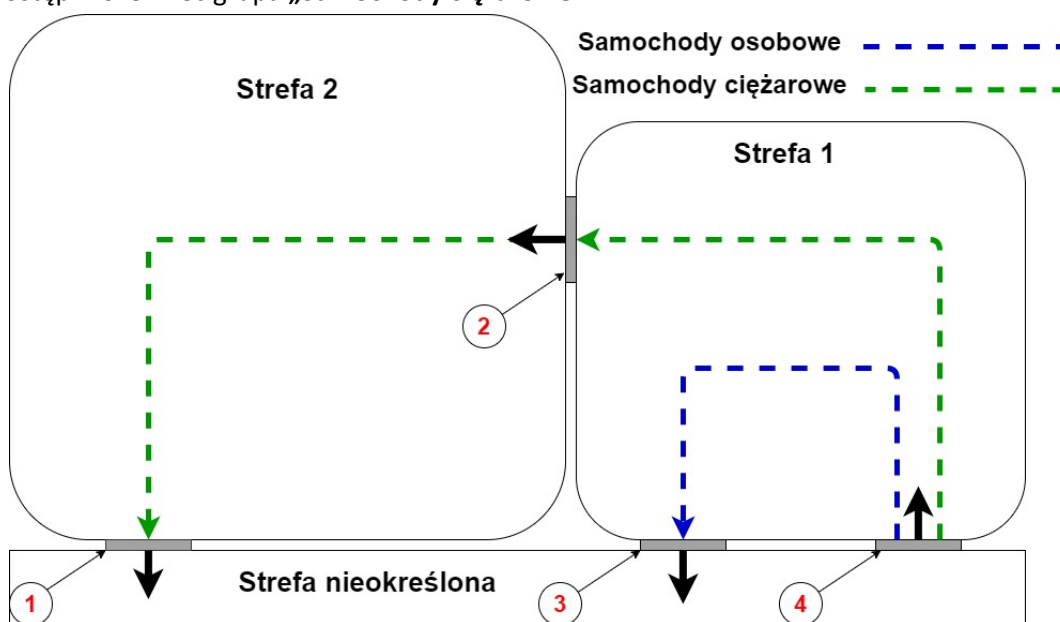 Samochody osobowe
Strefa 2
Samochody ciężarowe
Strefa 1
2
Strefa nieokreślona
1
3
4